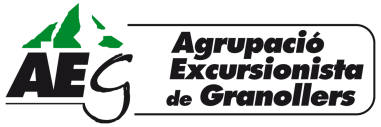 AEG
Agrupació
Excursionista
de Granollers